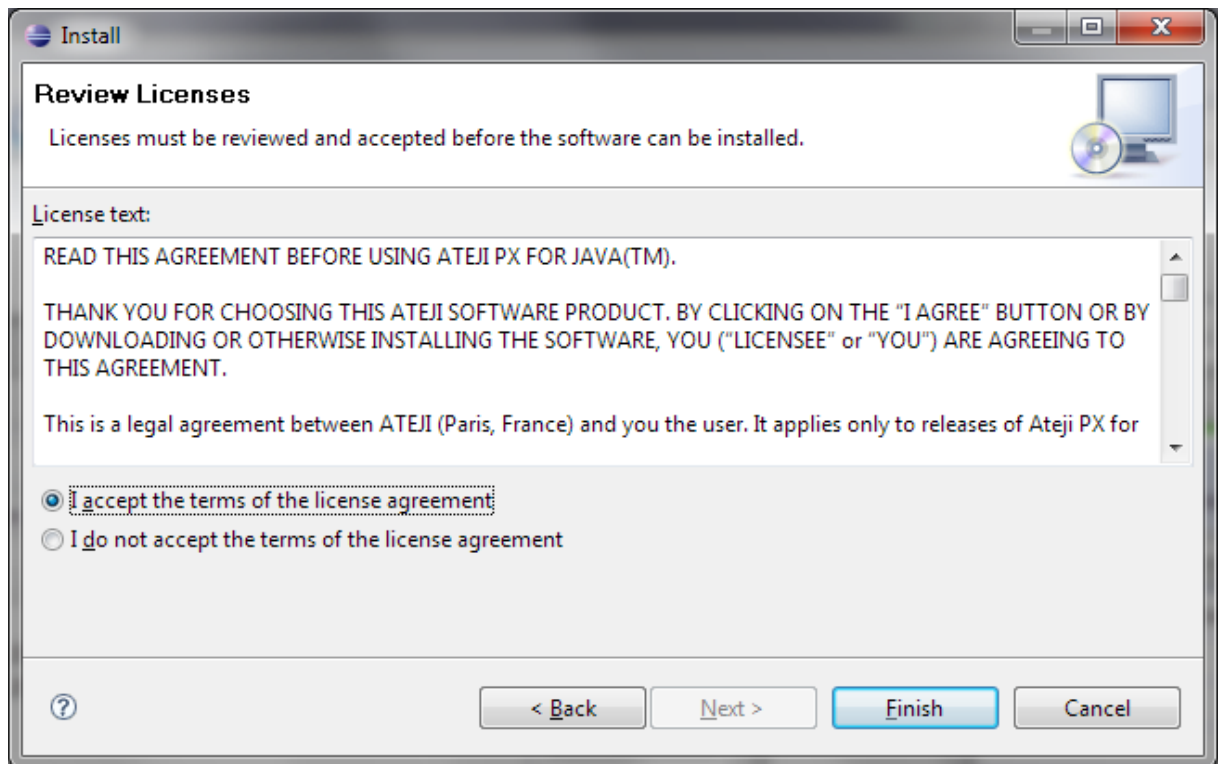 Install
Review Licenses
Licenses must be reviewed and accepted before the software can be installed.
License text:
READ THIS AGREEMENT BEFORE USING ATEJI PX FOR JAVA(TM).
THANK YOU FOR CHOOSING THIS ATEJI SOFTWARE PRODUCT. BY CLICKING ON THE “I AGREE” BUTTON OR BY
DOWNLOADING OR OTHERWISE INSTALLING THE SOFTWARE, YOU (“LICENSEE” or “YOU”) ARE AGREEING TO
THIS AGREEMENT.
This is a legal agreement between ATEJI (Paris, France) and you the user. It applies only to releases of Ateji PX for
I accept the terms of the license agreement
I do not accept the terms of the license agreement
? < Back Next > Finish Cancel